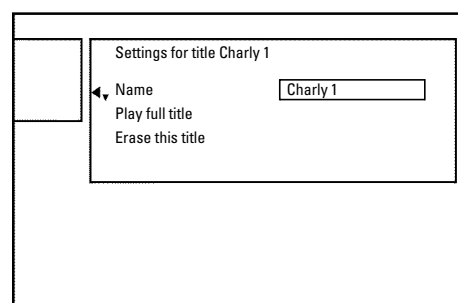 Settings for title Charly 1
Name Charly 1
Play full title
Erase this title